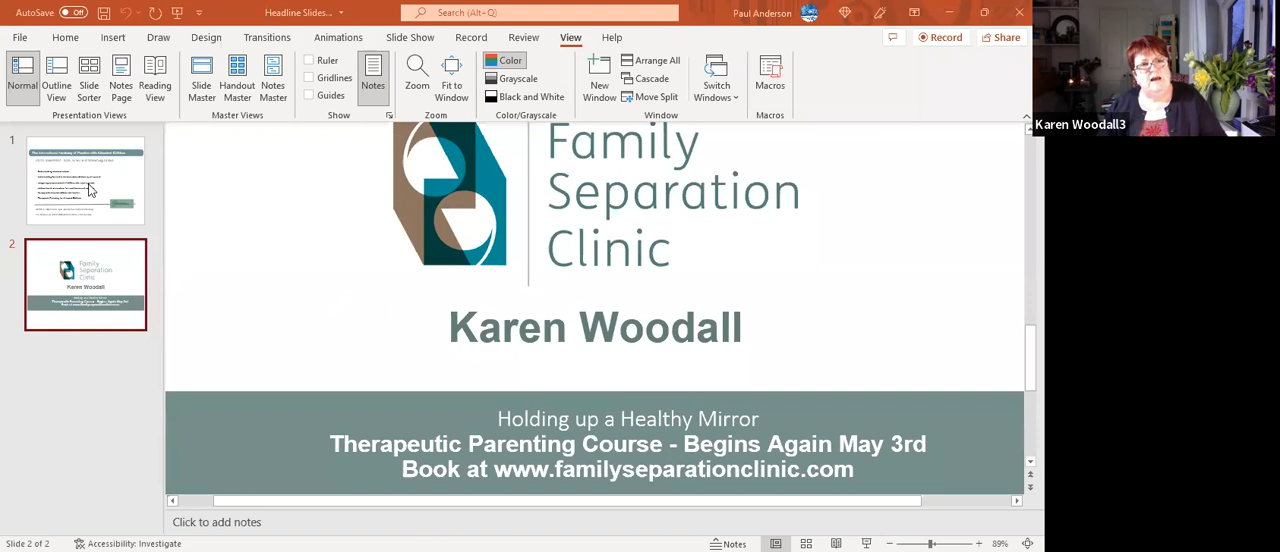 AutoSave Off Headline Slides... Search (Alt+Q) Paul Anderson
File Home Insert Draw Design Transitions Animations Slide Show Record Review View Help Record Share
Normal Outline View Slide Sorter Notes Page Reading View
Presentation Views
Slide Master Handout Master Notes Master
Master Views
Ruler
Gridlines
Guides
Show
Notes
Zoom Fit to Window
Zoom
Color
Grayscale
Black and White
Color/Grayscale
New Window
Arrange All
Cascade
Move Split
Switch Windows
Window
Macros
Macros
Karen Woodall3
1
2
Family
Separation
Clinic
Karen Woodall
Family
Separation
Clinic
Karen Woodall
Holding up a Healthy Mirror
Therapeutic Parenting Course - Begins Again May 3rd
Book at www.familyseparationclinic.com
Click to add notes
Slide 2 of 2 Accessibility: Investigate Notes 89%